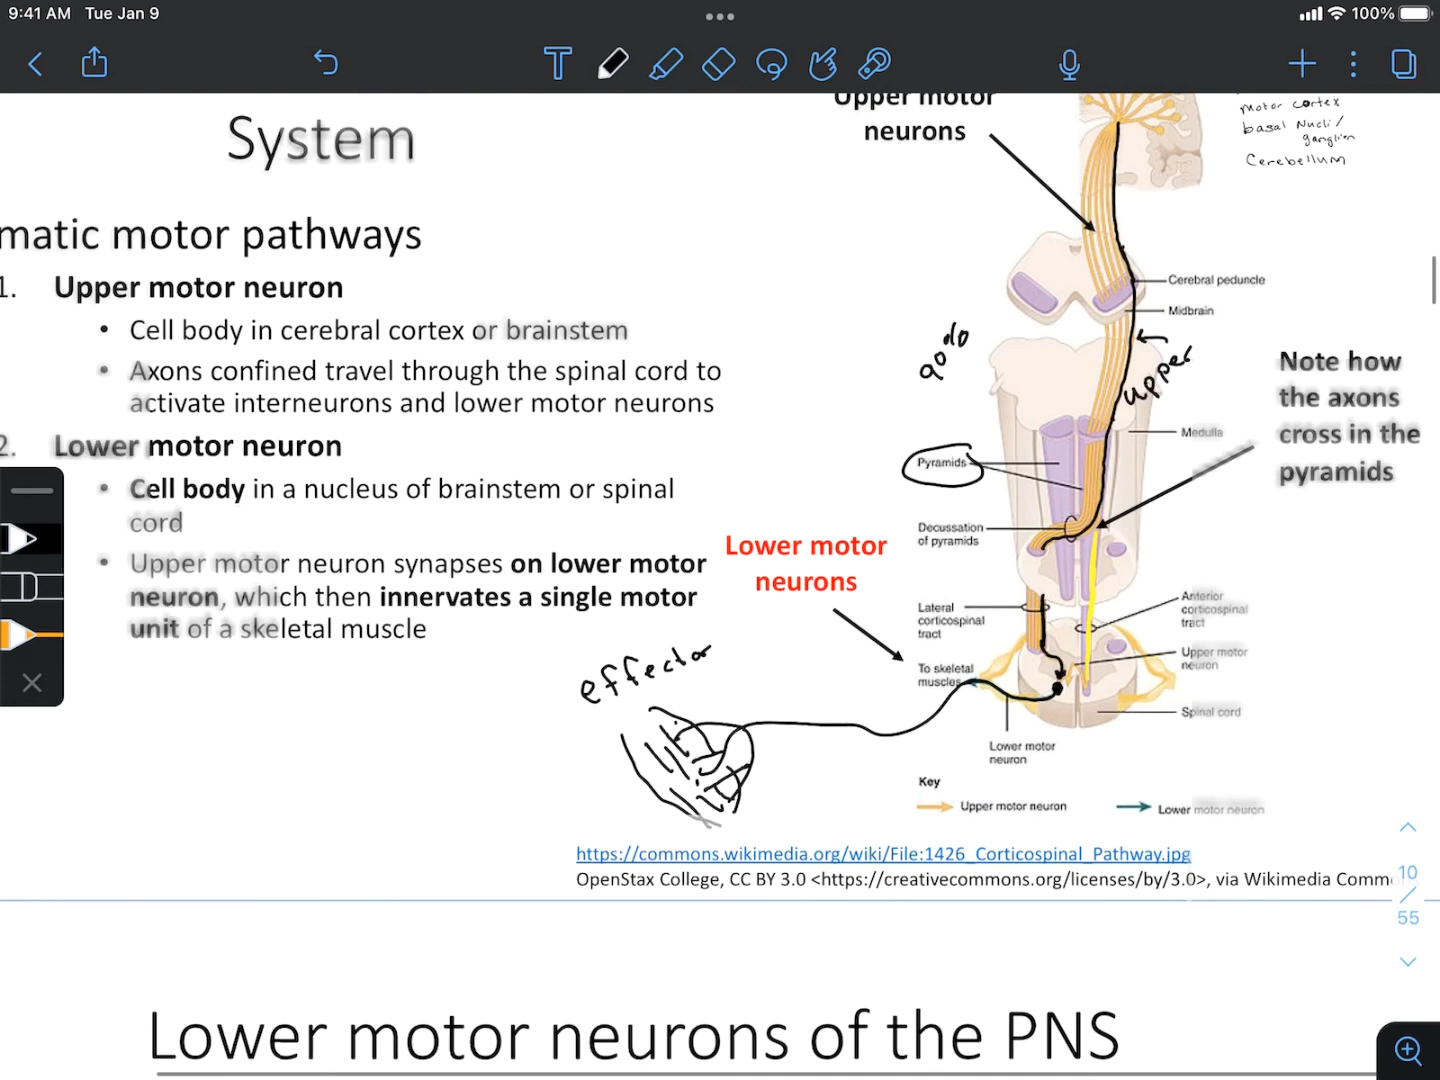 9:41 AM Tue Jan 9
100%
Upper motor
neurons
motor cortex
basal Nucli/
ganglion
Cerebellum
System
matic motor pathways
1. Upper motor neuron
• Cell body in cerebral cortex or brainstem
• Axons confined travel through the spinal cord to
activate interneurons and lower motor neurons
2. Lower motor neuron
• Cell body in a nucleus of brainstem or spinal
cord
• Upper motor neuron synapses on lower motor
neuron, which then innervates a single motor
unit of a skeletal muscle
Cerebral peduncle
Midbrain
upper
Note how
the axons
cross in the
pyramids
Medulla
Pyramids
Decussation
of pyramids
Lower motor
neurons
Lateral
corticospinal
tract
Anterior
corticospinal
tract
To skeletal
muscles
Upper motor
neuron
Spinal cord
effector
Lower motor
neuron
Key
Upper motor neuron
Lower motor neuron
https://commons.wikimedia.org/wiki/File:1426_Corticospinal_Pathway.jpg
OpenStax College, CC BY 3.0 <https://creativecommons.org/licenses/by/3.0>, via Wikimedia Comm
10
55
Lower motor neurons of the PNS